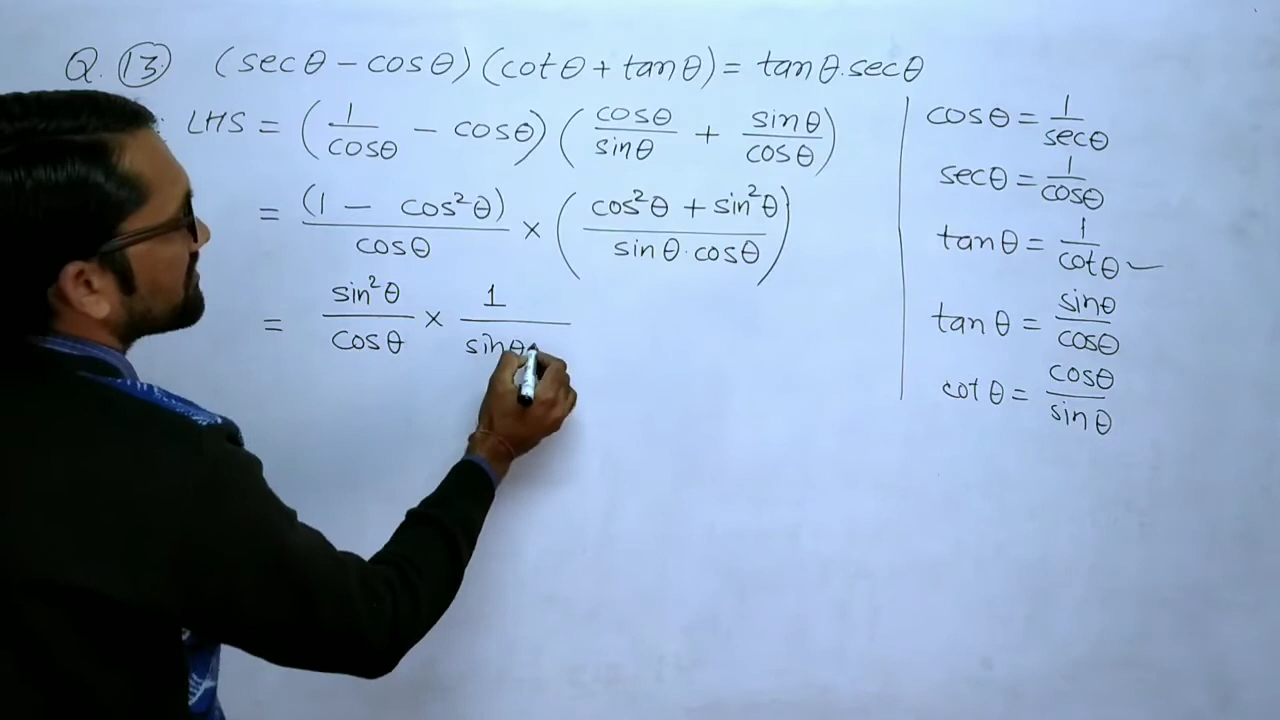 Q. 13 (secθ − cosθ)(cotθ + tanθ) = tanθ.secθ
LHS = (1/cosθ − cosθ)(cosθ/sinθ + sinθ/cosθ)
= (1 − cos²θ)/cosθ × (cos²θ + sin²θ/sinθ·cosθ)
= sin²θ/cosθ × 1/sinθ
cosθ = 1/secθ
secθ = 1/cosθ
tanθ = 1/cotθ
tanθ = sinθ/cosθ
cotθ = cosθ/sinθ